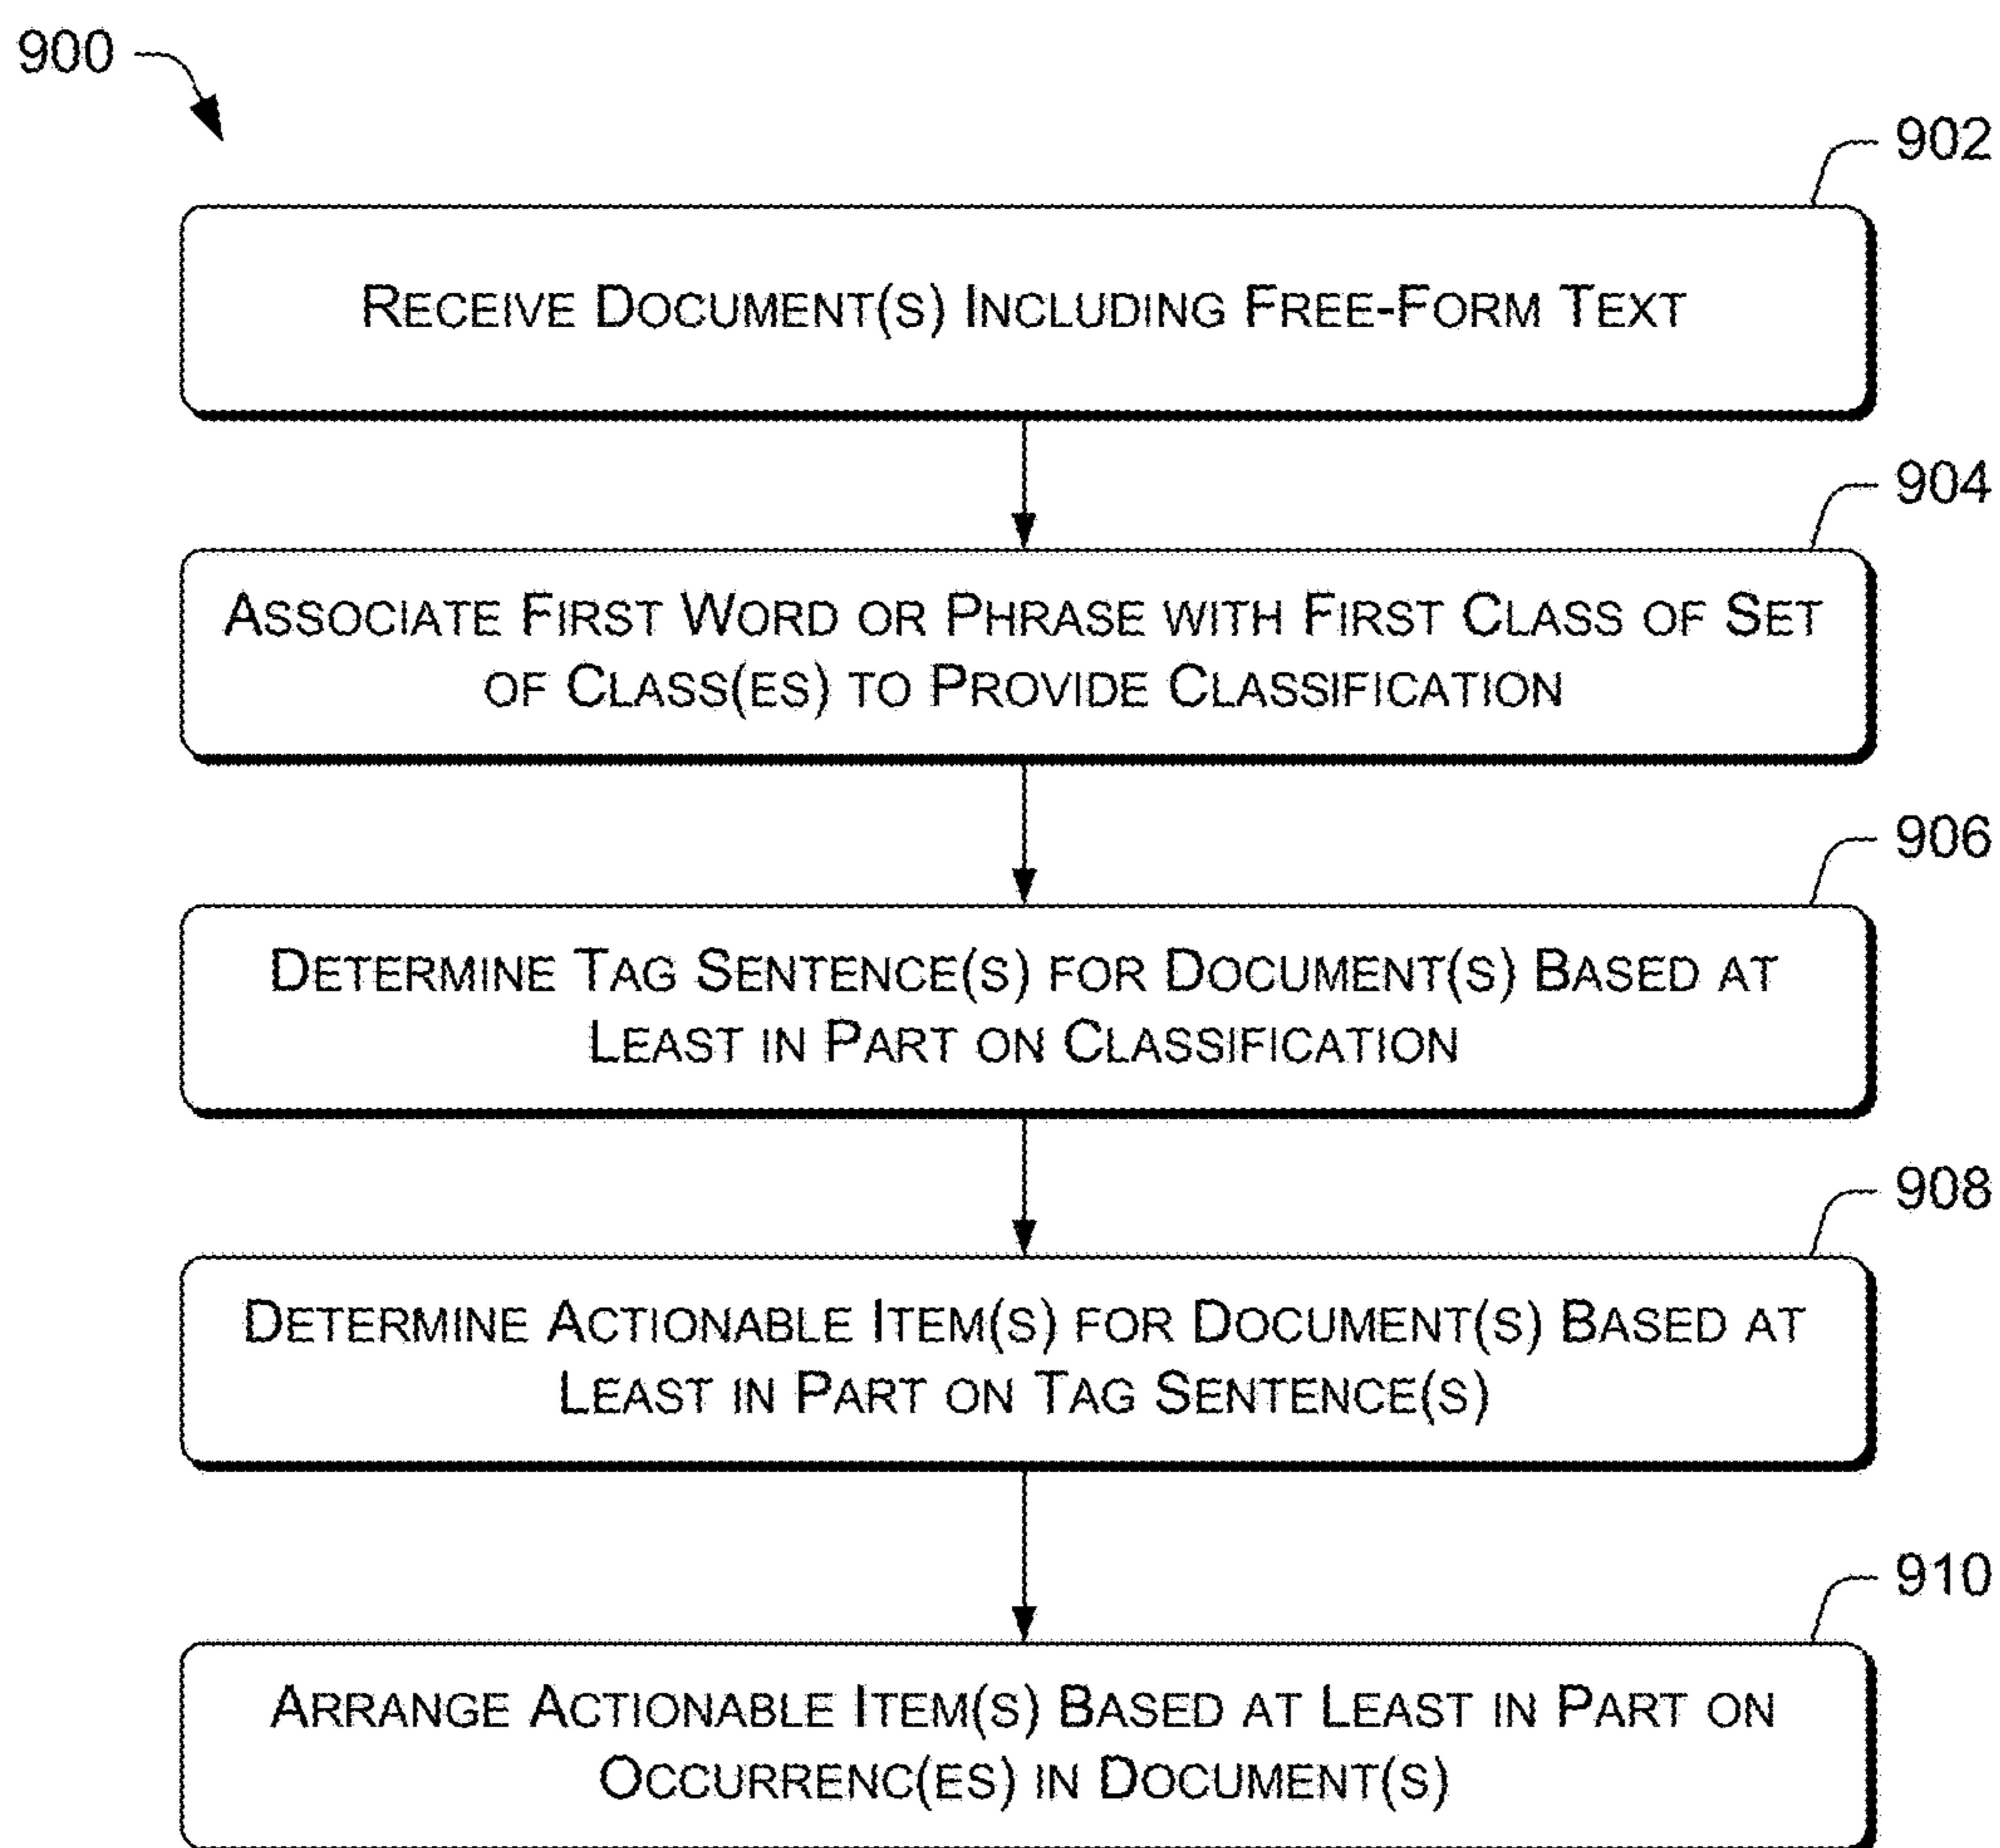 900
902
Receive Document(s) Including Free-Form Text
904
Associate First Word or Phrase with First Class of Set
of Class(es) to Provide Classification
906
Determine Tag Sentence(s) for Document(s) Based at
Least in Part on Classification
908
Determine Actionable Item(s) for Document(s) Based at
Least in Part on Tag Sentence(s)
910
Arrange Actionable Item(s) Based at Least in Part on
Occurrenc(es) in Document(s)